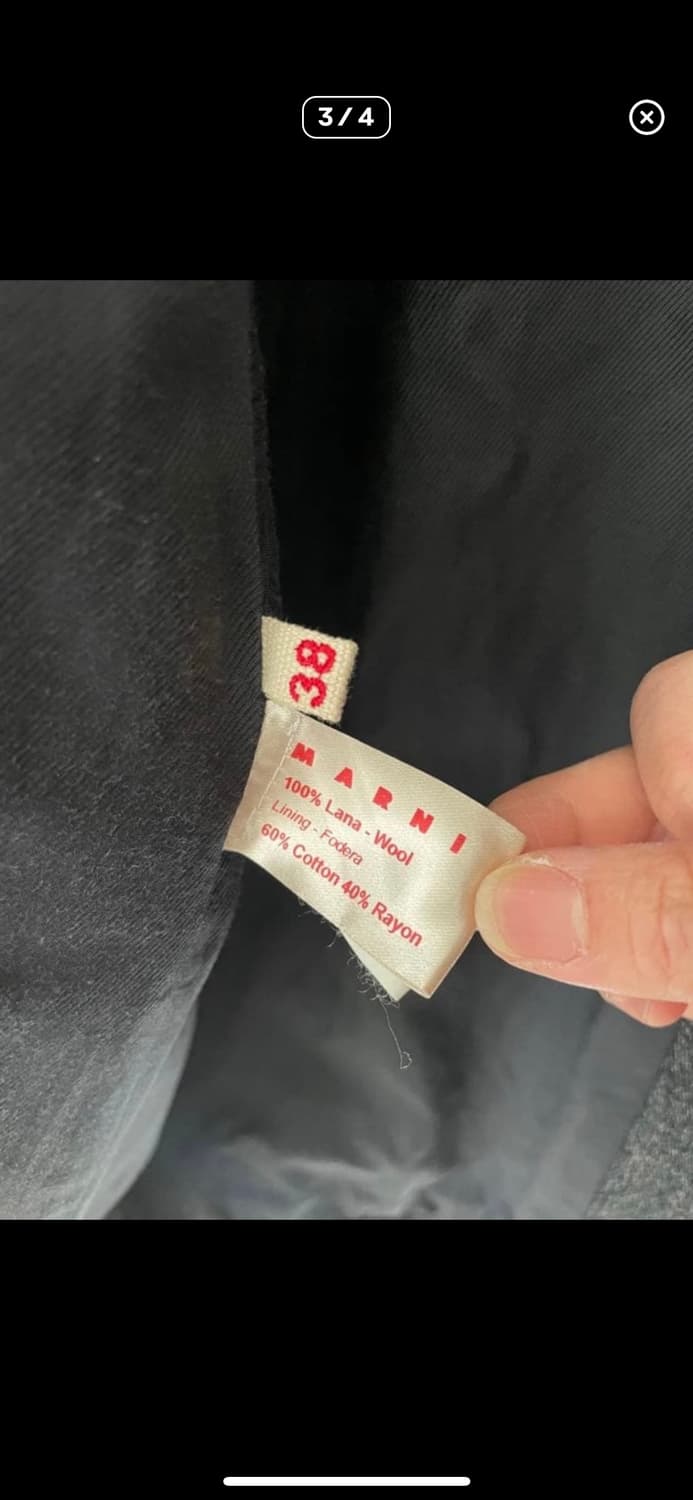 3/4
38
MARNI
100% Lana - Wool
Lining - Fodera
60% Cotton 40% Rayon